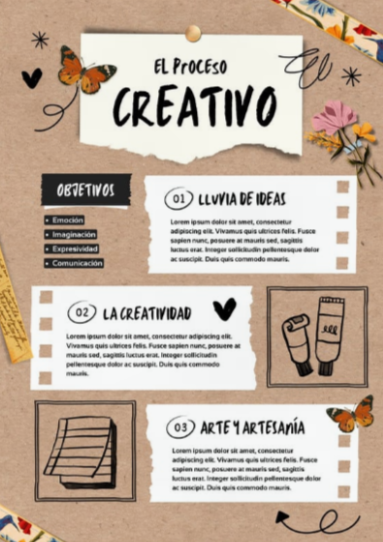 EL PROCESO
CREATIVO
OBJETIVOS
• Emoción
• Imaginación
• Expresividad
• Comunicación
01 LLUVIA DE IDEAS
Lorem ipsum dolor sit amet, consectetur
adipiscing elit. Vivamus quis ultrices felis. Fusce
sapien nunc, posuere at mauris sed, sagittis
luctus erat. Integer sollicitudin pellentesque dolor
ac suscipit. Duis quis commodo mauris.
02 LA CREATIVIDAD
Lorem ipsum dolor sit amet, consectetur adipiscing elit.
Vivamus quis ultrices felis. Fusce sapien nunc, posuere at
mauris sed, sagittis luctus erat. Integer sollicitudin
pellentesque dolor ac suscipit. Duis quis commodo
mauris.
03 ARTE Y ARTESANÍA
Lorem ipsum dolor sit amet, consectetur
adipiscing elit. Vivamus quis ultrices felis. Fusce
sapien nunc, posuere at mauris sed, sagittis
luctus erat. Integer sollicitudin pellentesque dolor
ac suscipit. Duis quis commodo mauris.